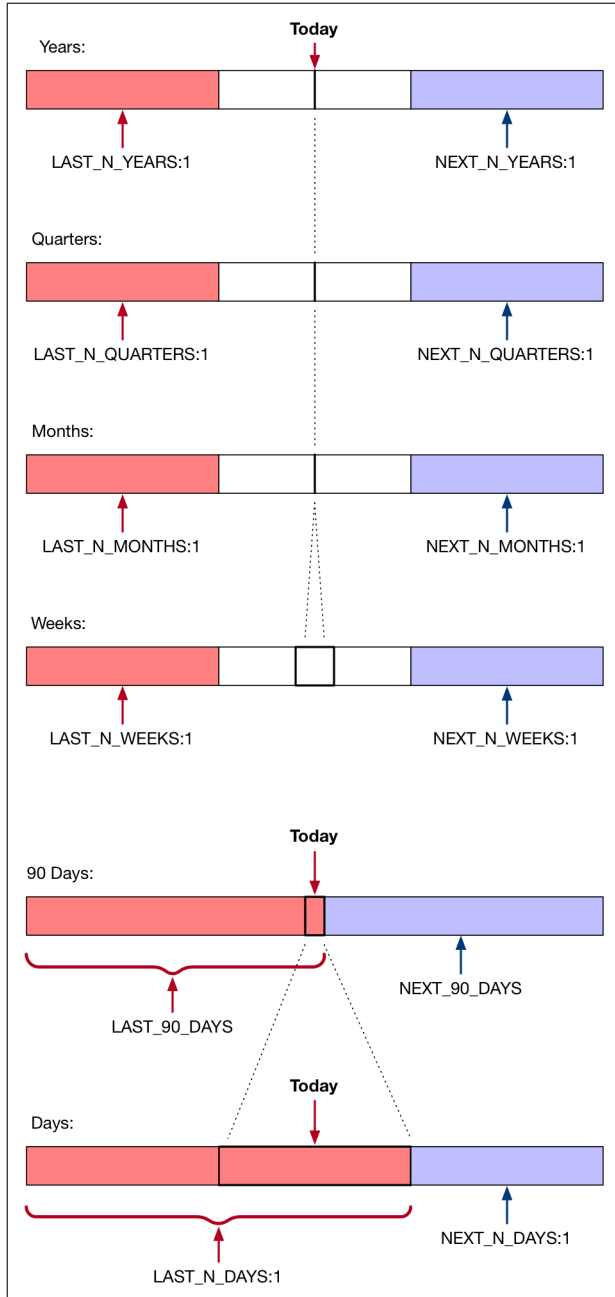 Today
Years:
LAST_N_YEARS:1
NEXT_N_YEARS:1
Quarters:
LAST_N_QUARTERS:1
NEXT_N_QUARTERS:1
Months:
LAST_N_MONTHS:1
NEXT_N_MONTHS:1
Weeks:
LAST_N_WEEKS:1
NEXT_N_WEEKS:1
Today
90 Days:
NEXT_90_DAYS
LAST_90_DAYS
Today
Days:
NEXT_N_DAYS:1
LAST_N_DAYS:1